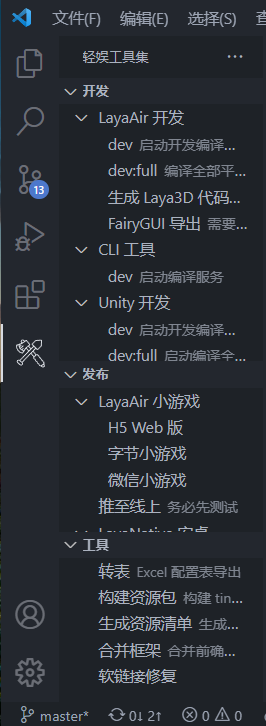 文件(F) 编辑(E) 选择(S)
轻娱工具集 ···
开发
LayaAir 开发
dev 启动开发编译...
dev:full 编译全部平...
生成 Laya3D 代码...
FairyGUI 导出 需要...
CLI 工具
dev 启动编译服务
Unity 开发
dev 启动开发编译...
dev:full 启动编译全...
发布
LayaAir 小游戏
H5 Web 版
字节小游戏
微信小游戏
推至线上 务必先测试
LayaNative 安卓
工具
转表 Excel 配置表导出
构建资源包 构建 tin...
生成资源清单 生成...
合并框架 合并前确...
软链接修复
13
master* 0↓ 2↑ 0 0